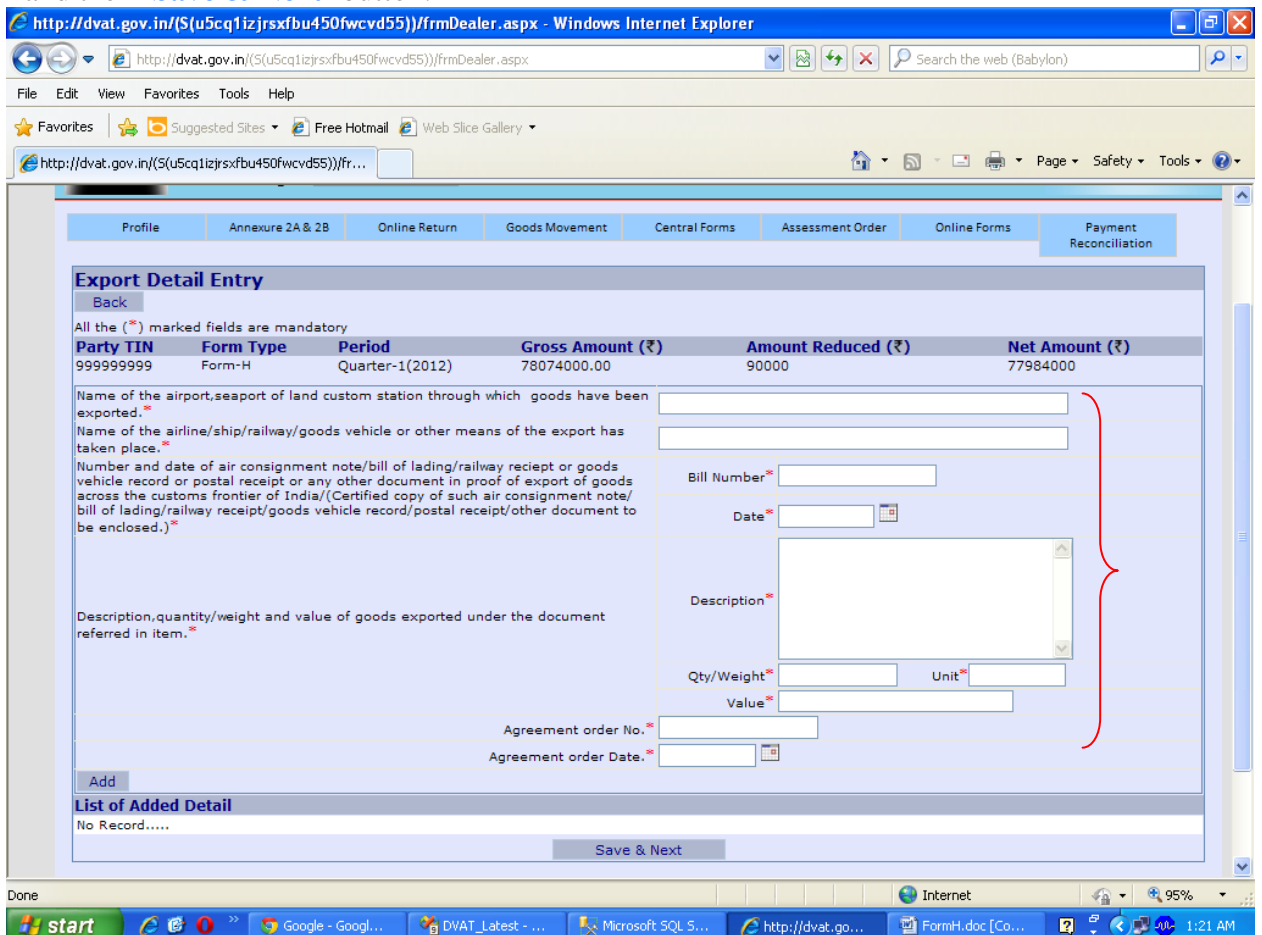 http://dvat.gov.in/(S(u5cq1izjrsxfbu450fwcvd55))/frmDealer.aspx - Windows Internet Explorer
http://dvat.gov.in/(S(u5cq1izjrsxfbu450fwcvd55))/frmDealer.aspx
Search the web (Babylon)
File Edit View Favorites Tools Help
Favorites Suggested Sites Free Hotmail Web Slice Gallery
http://dvat.gov.in/(S(u5cq1izjrsxfbu450fwcvd55))/fr...
Page Safety Tools
Profile Annexure 2A & 2B Online Return Goods Movement Central Forms Assessment Order Online Forms Payment Reconciliation
Export Detail Entry
Back
All the (*) marked fields are mandatory
Party TIN Form Type Period Gross Amount (₹) Amount Reduced (₹) Net Amount (₹)
999999999 Form-H Quarter-1(2012) 78074000.00 90000 77984000
Name of the airport,seaport of land custom station through which goods have been
exported.*
Name of the airline/ship/railway/goods vehicle or other means of the export has
taken place.*
Number and date of air consignment note/bill of lading/railway reciept or goods
vehicle record or postal receipt or any other document in proof of export of goods
across the customs frontier of India/(Certified copy of such air consignment note/
bill of lading/railway receipt/goods vehicle record/postal receipt/other document to
be enclosed.)*
Bill Number*
Date*
Description,quantity/weight and value of goods exported under the document
referred in item.*
Description*
Qty/Weight* Unit*
Value*
Agreement order No.*
Agreement order Date.*
Add
List of Added Detail
No Record.....
Save & Next
Done Internet 95%
start Google - Googl... DVAT_Latest - ... Microsoft SQL S... http://dvat.go... FormH.doc [Co... 1:21 AM